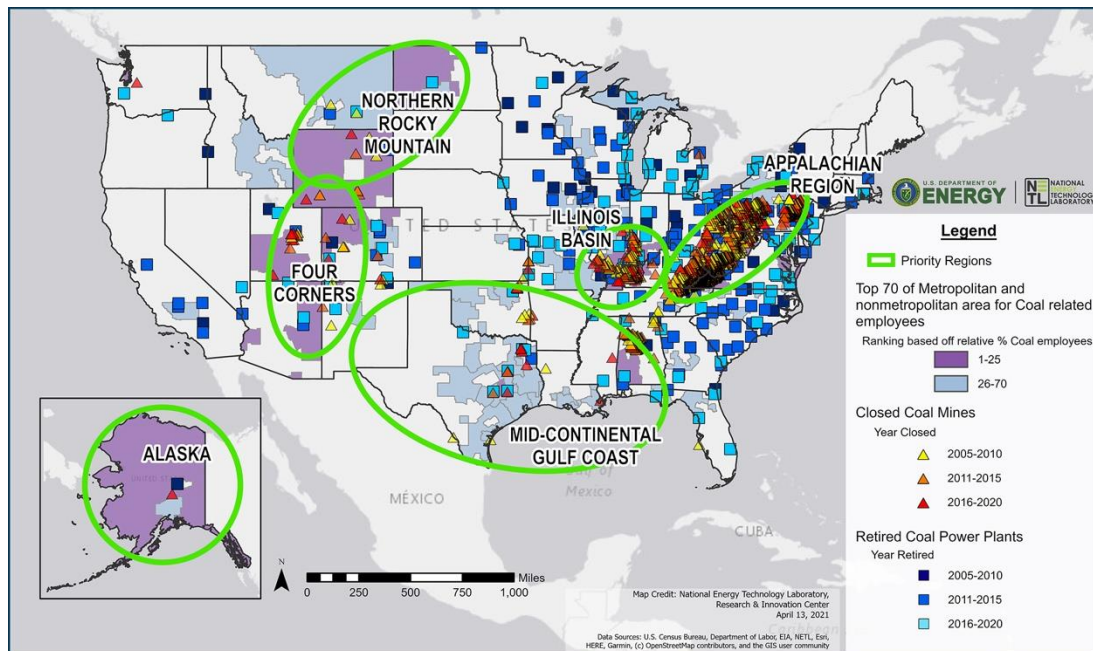 NORTHERN
ROCKY
MOUNTAIN
APPALACHIAN
REGION
U.S. DEPARTMENT OF
ENERGY
NATIONAL
ENERGY
TECHNOLOGY
LABORATORY
UNITED STATES
ILLINOIS
BASIN
FOUR
CORNERS
MID-CONTINENTAL
GULF COAST
Gulf of
Mexico
MÉXICO
CUBA
ALASKA
Legend
Priority Regions
Top 70 of Metropolitan and
nonmetropolitan area for Coal related
employees
Ranking based off relative % Coal employees
1-25
26-70
Closed Coal Mines
Year Closed
2005-2010
2011-2015
2016-2020
Retired Coal Power Plants
Year Retired
2005-2010
2011-2015
2016-2020
N
Miles
0 250 500 750 1,000
Map Credit: National Energy Technology Laboratory,
Research & Innovation Center
April 13, 2021
Caribbean
Data Sources: U.S. Census Bureau, Department of Labor, EIA, NETL, Esri,
HERE, Garmin, (c) OpenStreetMap contributors, and the GIS user community